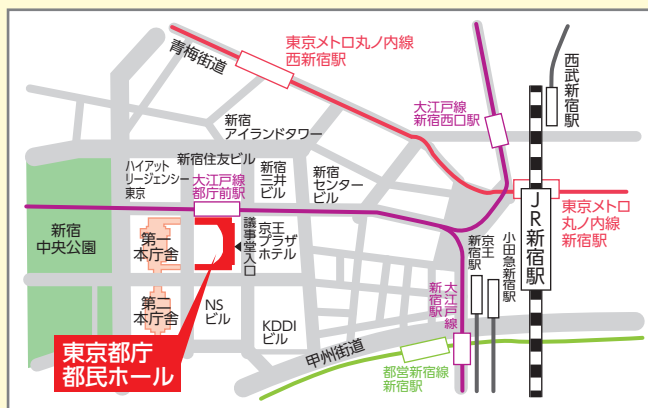 東京メトロ丸ノ内線
西新宿駅
青梅街道
西武新宿駅
大江戸線
新宿西口駅
新宿
アイランドタワー
新宿住友ビル
ハイアット
リージェンシー
東京
大江戸線
都庁前駅
新宿
三井
ビル
新宿
センター
ビル
JR新宿駅
東京メトロ
丸ノ内線
新宿駅
新宿
中央公園
第一
本庁舎
議事堂入口
京王
プラザ
ホテル
京王
新宿駅
小田急新宿駅
大江戸線
新宿駅
第二
本庁舎
NS
ビル
KDDI
ビル
東京都庁
都民ホール
甲州街道
都営新宿線
新宿駅